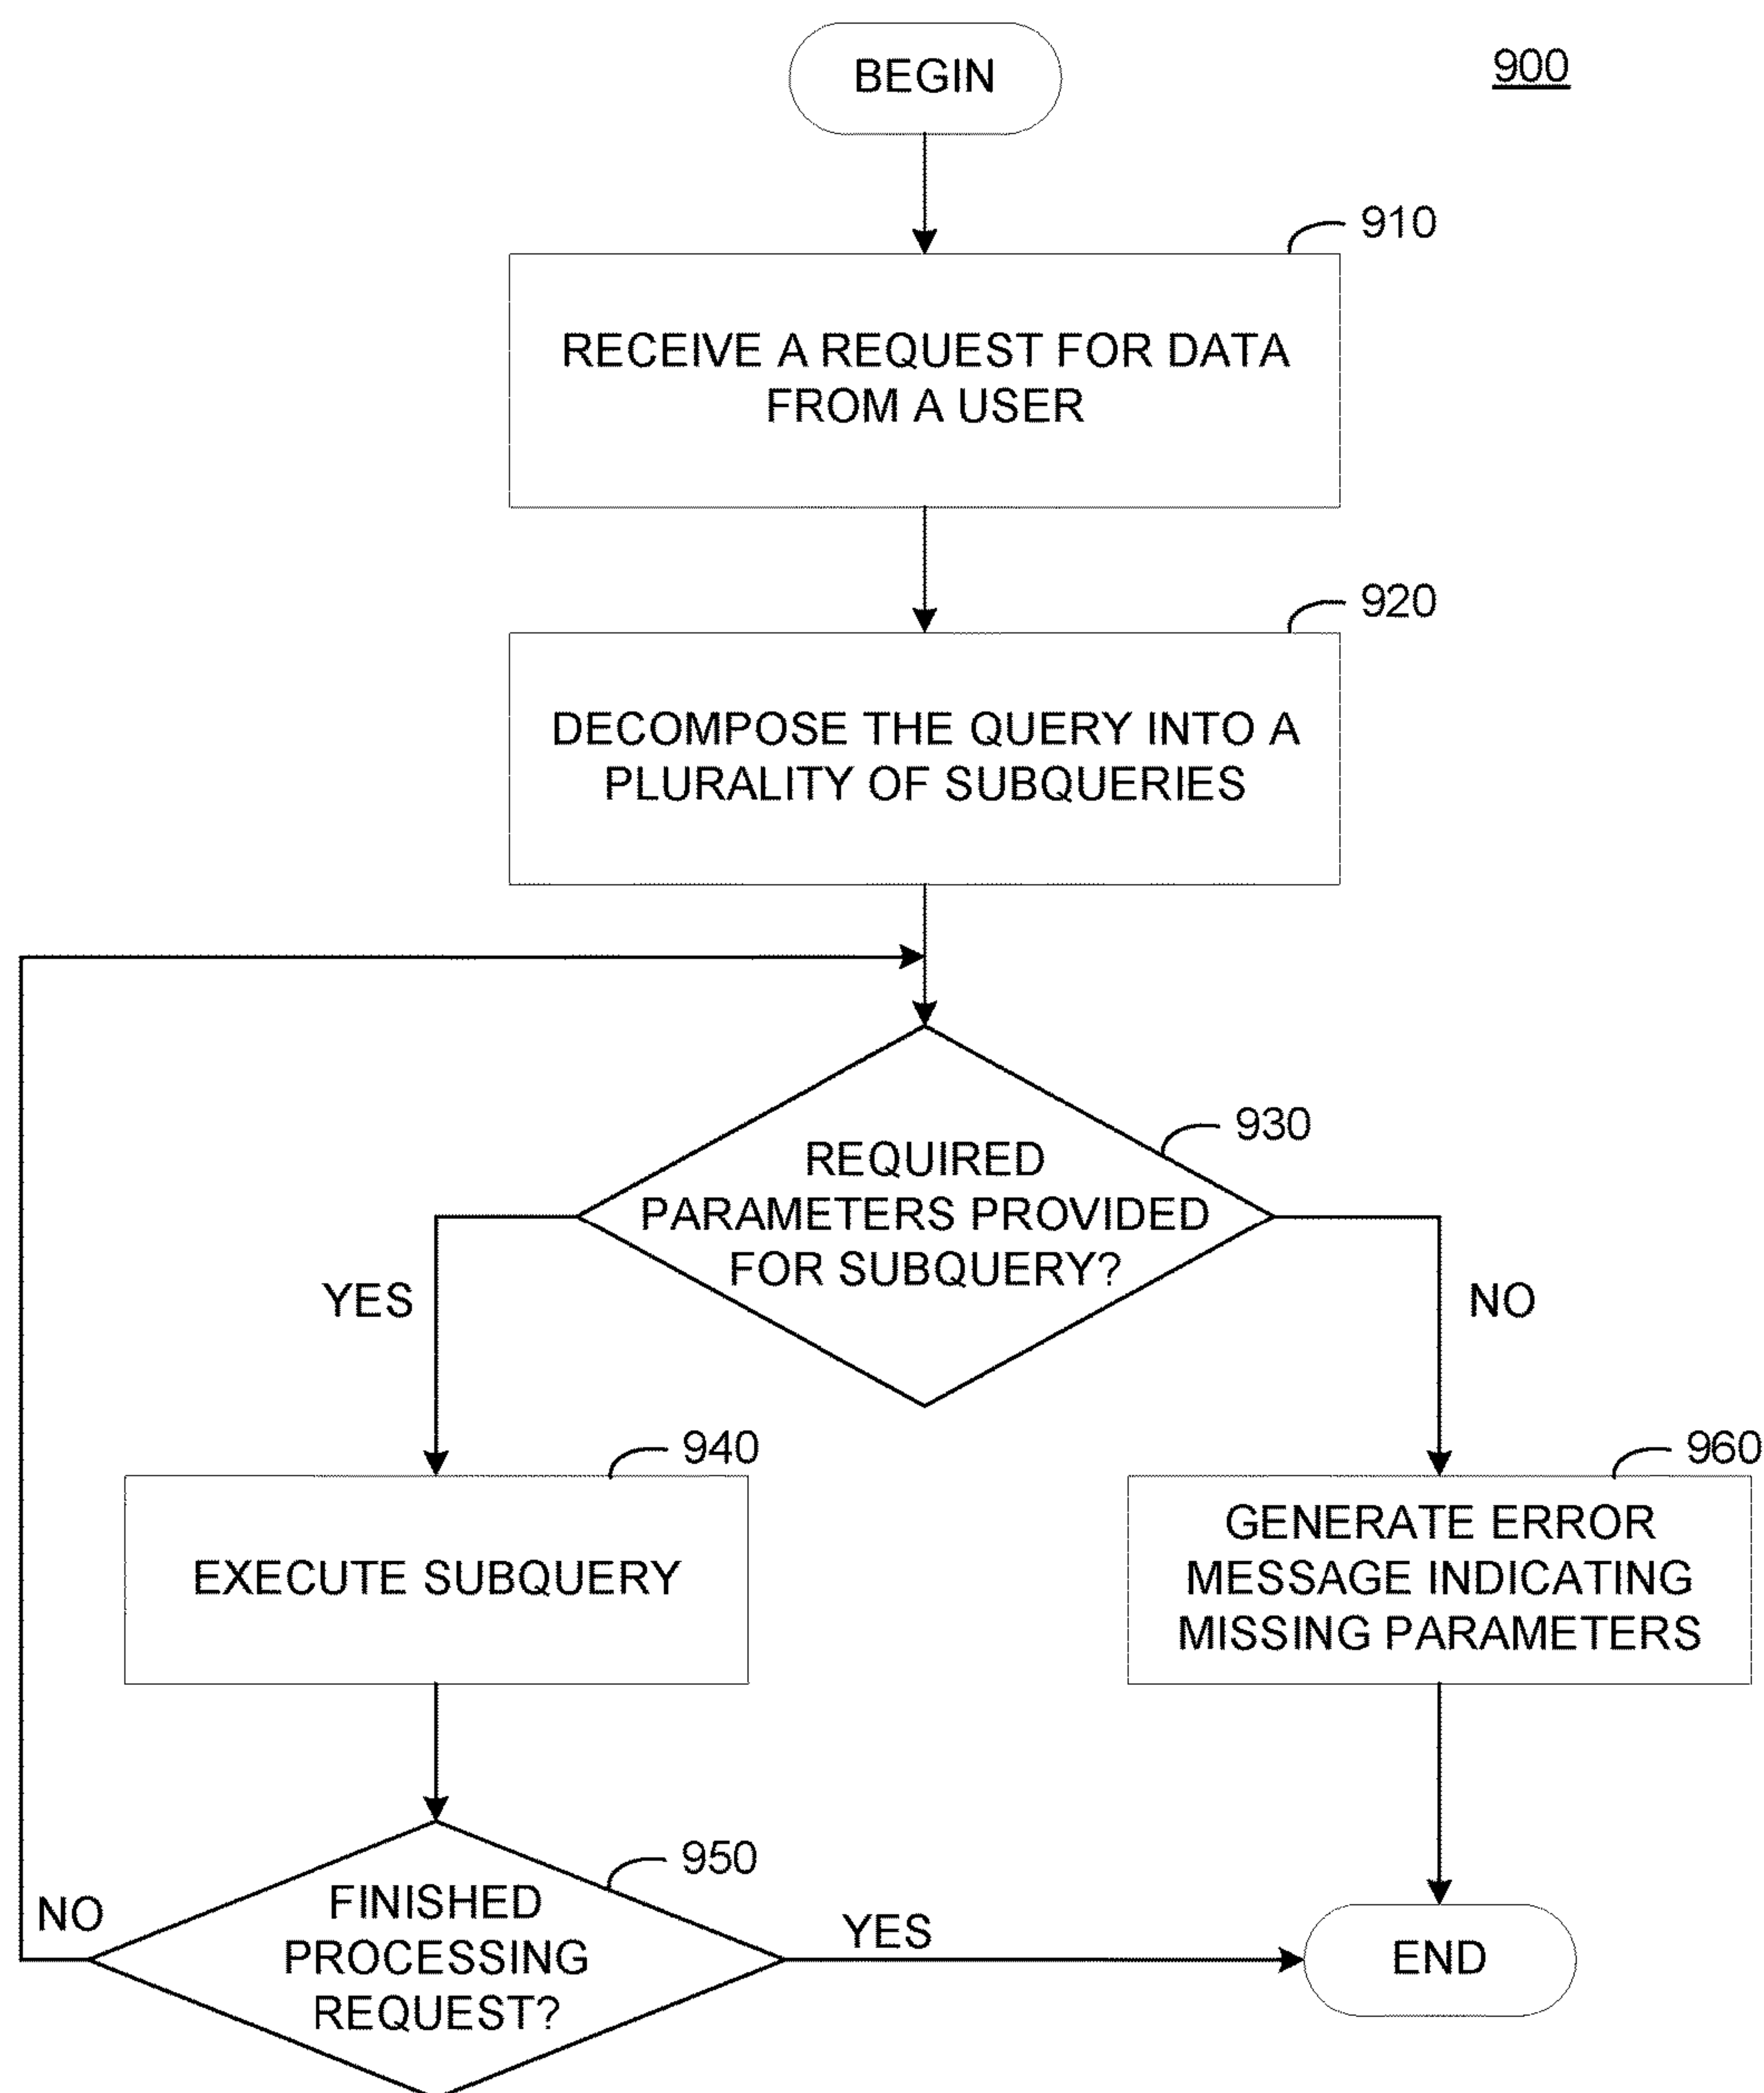 BEGIN
900
910
RECEIVE A REQUEST FOR DATA
FROM A USER
920
DECOMPOSE THE QUERY INTO A
PLURALITY OF SUBQUERIES
930
REQUIRED
PARAMETERS PROVIDED
FOR SUBQUERY?
YES
NO
940
EXECUTE SUBQUERY
960
GENERATE ERROR
MESSAGE INDICATING
MISSING PARAMETERS
950
FINISHED
PROCESSING
REQUEST?
NO
YES
END